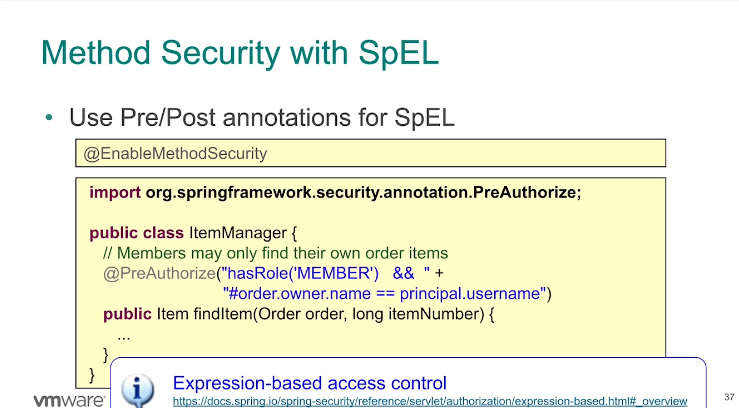 Method Security with SpEL
• Use Pre/Post annotations for SpEL
@EnableMethodSecurity
import org.springframework.security.annotation.PreAuthorize;
public class ItemManager {
// Members may only find their own order items
@PreAuthorize("hasRole('MEMBER') && " +
"#order.owner.name == principal.username")
public Item findItem(Order order, long itemNumber) {
...
}
}
Expression-based access control
https://docs.spring.io/spring-security/reference/servlet/authorization/expression-based.html#_overview
vmware
37